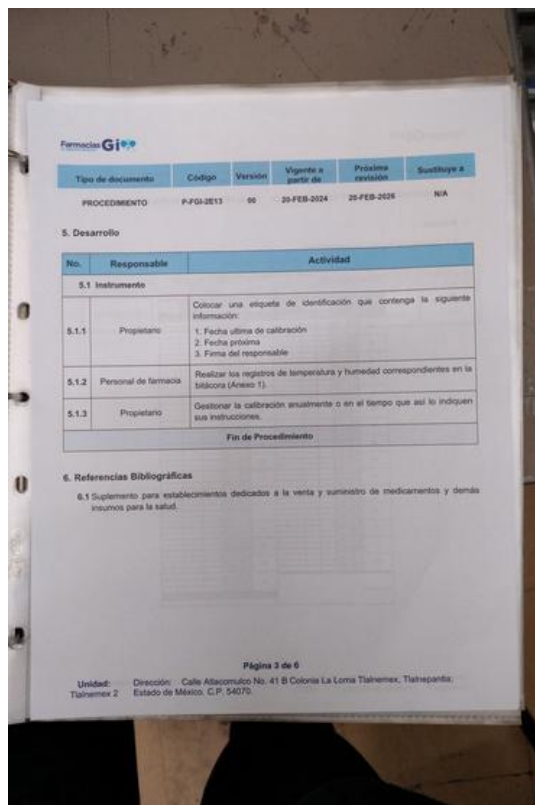 Farmacias Gi
Tipo de documento Código Versión Vigente a partir de Próxima revisión Sustituye a
PROCEDIMIENTO P-FGI-2E13 00 20-FEB-2024 20-FEB-2026 N/A
5. Desarrollo
No. Responsable Actividad
5.1 Instrumento
5.1.1 Propietario Colocar una etiqueta de identificación que contenga la siguiente
información:
1. Fecha ultima de calibración
2. Fecha próxima
3. Firma del responsable
5.1.2 Personal de farmacia Realizar los registros de temperatura y humedad correspondientes en la
bitácora (Anexo 1).
5.1.3 Propietario Gestionar la calibración anualmente o en el tiempo que así lo indiquen
sus instrucciones.
Fin de Procedimiento
6. Referencias Bibliográficas
6.1 Suplemento para establecimientos dedicados a la venta y suministro de medicamentos y demás
insumos para la salud.
Página 3 de 6
Unidad: Dirección: Calle Atlacomulco No. 41 B Colonia La Loma Tlalnemex, Tlalnepantla;
Tlalnemex 2 Estado de México. C.P. 54070.